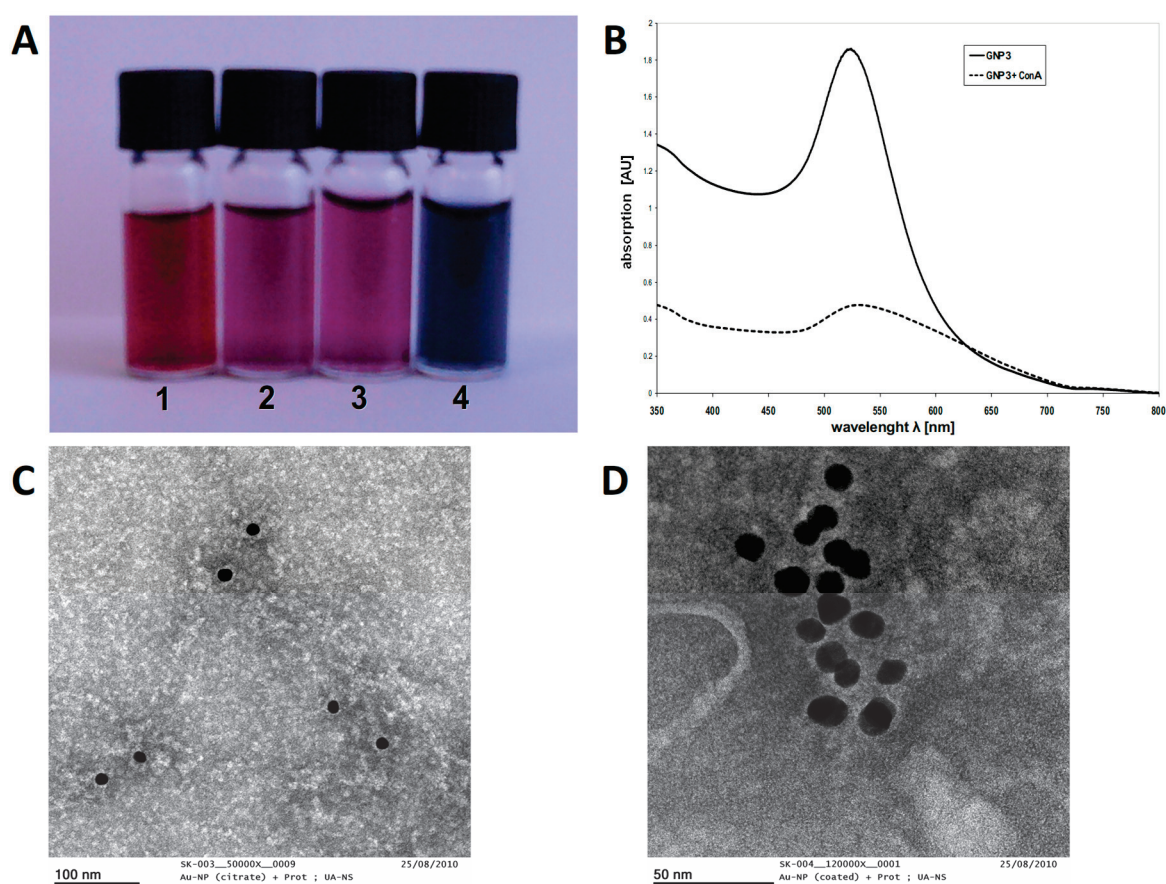 A
1 2 3 4
B
2
1.8
1.6
1.4
1.2
1
0.8
0.6
0.4
0.2
0
absorption [AU]
GNP3
GNP3+ ConA
350 400 450 500 550 600 650 700 750 800
wavelenght λ [nm]
C
SK-003__50000X__0009 25/08/2010
100 nm Au-NP (citrate) + Prot ; UA-NS
D
SK-004__120000X__0001 25/08/2010
50 nm Au-NP (coated) + Prot ; UA-NS